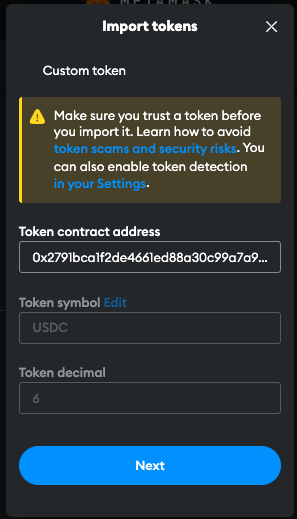 METAMASK
Import tokens
Custom token
Make sure you trust a token before
you import it. Learn how to avoid
token scams and security risks. You
can also enable token detection
in your Settings.
Token contract address
0x2791bca1f2de4661ed88a30c99a7a9...
Token symbol Edit
USDC
Token decimal
6
Next